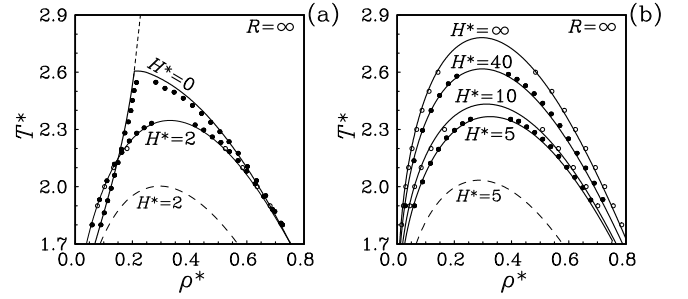 2.9
2.6
2.3
2.0
1.7
T*
R=∞
(a)
H*=0
H*=2
H*=2
0.0 0.2 0.4 0.6 0.8
ρ*
2.9
2.6
2.3
2.0
1.7
T*
R=∞
(b)
H*=∞
H*=40
H*=10
H*=5
H*=5
0.0 0.2 0.4 0.6 0.8
ρ*